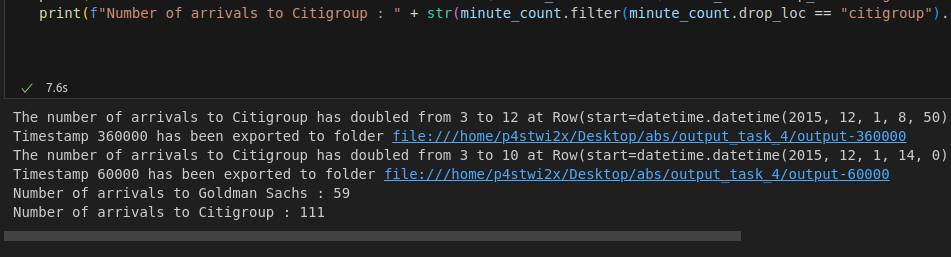 print(f"Number of arrivals to Citigroup : " + str(minute_count.filter(minute_count.drop_loc == "citigroup").
7.6s
The number of arrivals to Citigroup has doubled from 3 to 12 at Row(start=datetime.datetime(2015, 12, 1, 8, 50)
Timestamp 360000 has been exported to folder file:///home/p4stwi2x/Desktop/abs/output_task_4/output-360000
The number of arrivals to Citigroup has doubled from 3 to 10 at Row(start=datetime.datetime(2015, 12, 1, 14, 0)
Timestamp 60000 has been exported to folder file:///home/p4stwi2x/Desktop/abs/output_task_4/output-60000
Number of arrivals to Goldman Sachs : 59
Number of arrivals to Citigroup : 111